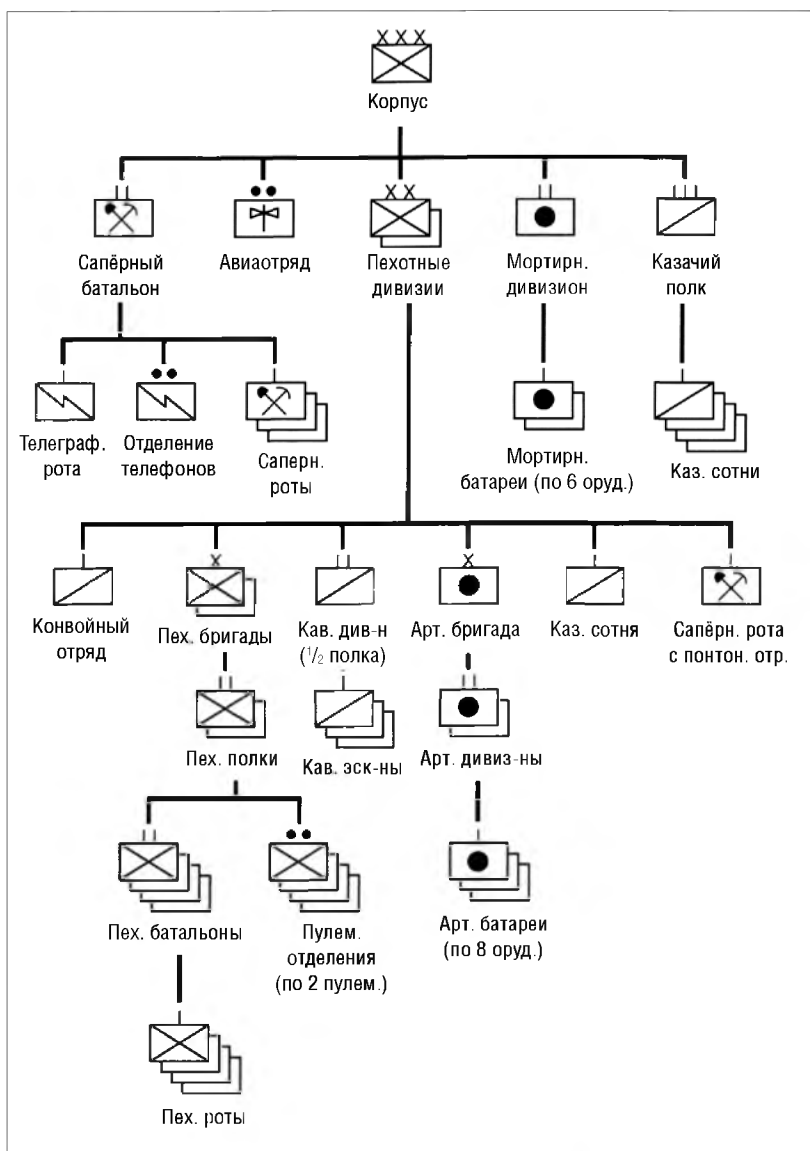 Корпус
Сапёрный
батальон
Авиаотряд
Пехотные
дивизии
Мортирн.
дивизион
Казачий
полк
Телеграф.
рота
Отделение
телефонов
Саперн.
роты
Мортирн.
батареи (по 6 оруд.)
Каз. сотни
Конвойный
отряд
Пех. бригады
Кав. див-н
(1/2 полка)
Арт. бригада
Каз. сотня
Сапёрн. рота
с понтон. отр.
Пех. полки
Кав. эск-ны
Арт. дивиз-ны
Пех. батальоны
Пулем.
отделения
(по 2 пулем.)
Арт. батареи
(по 8 оруд.)
Пех. роты